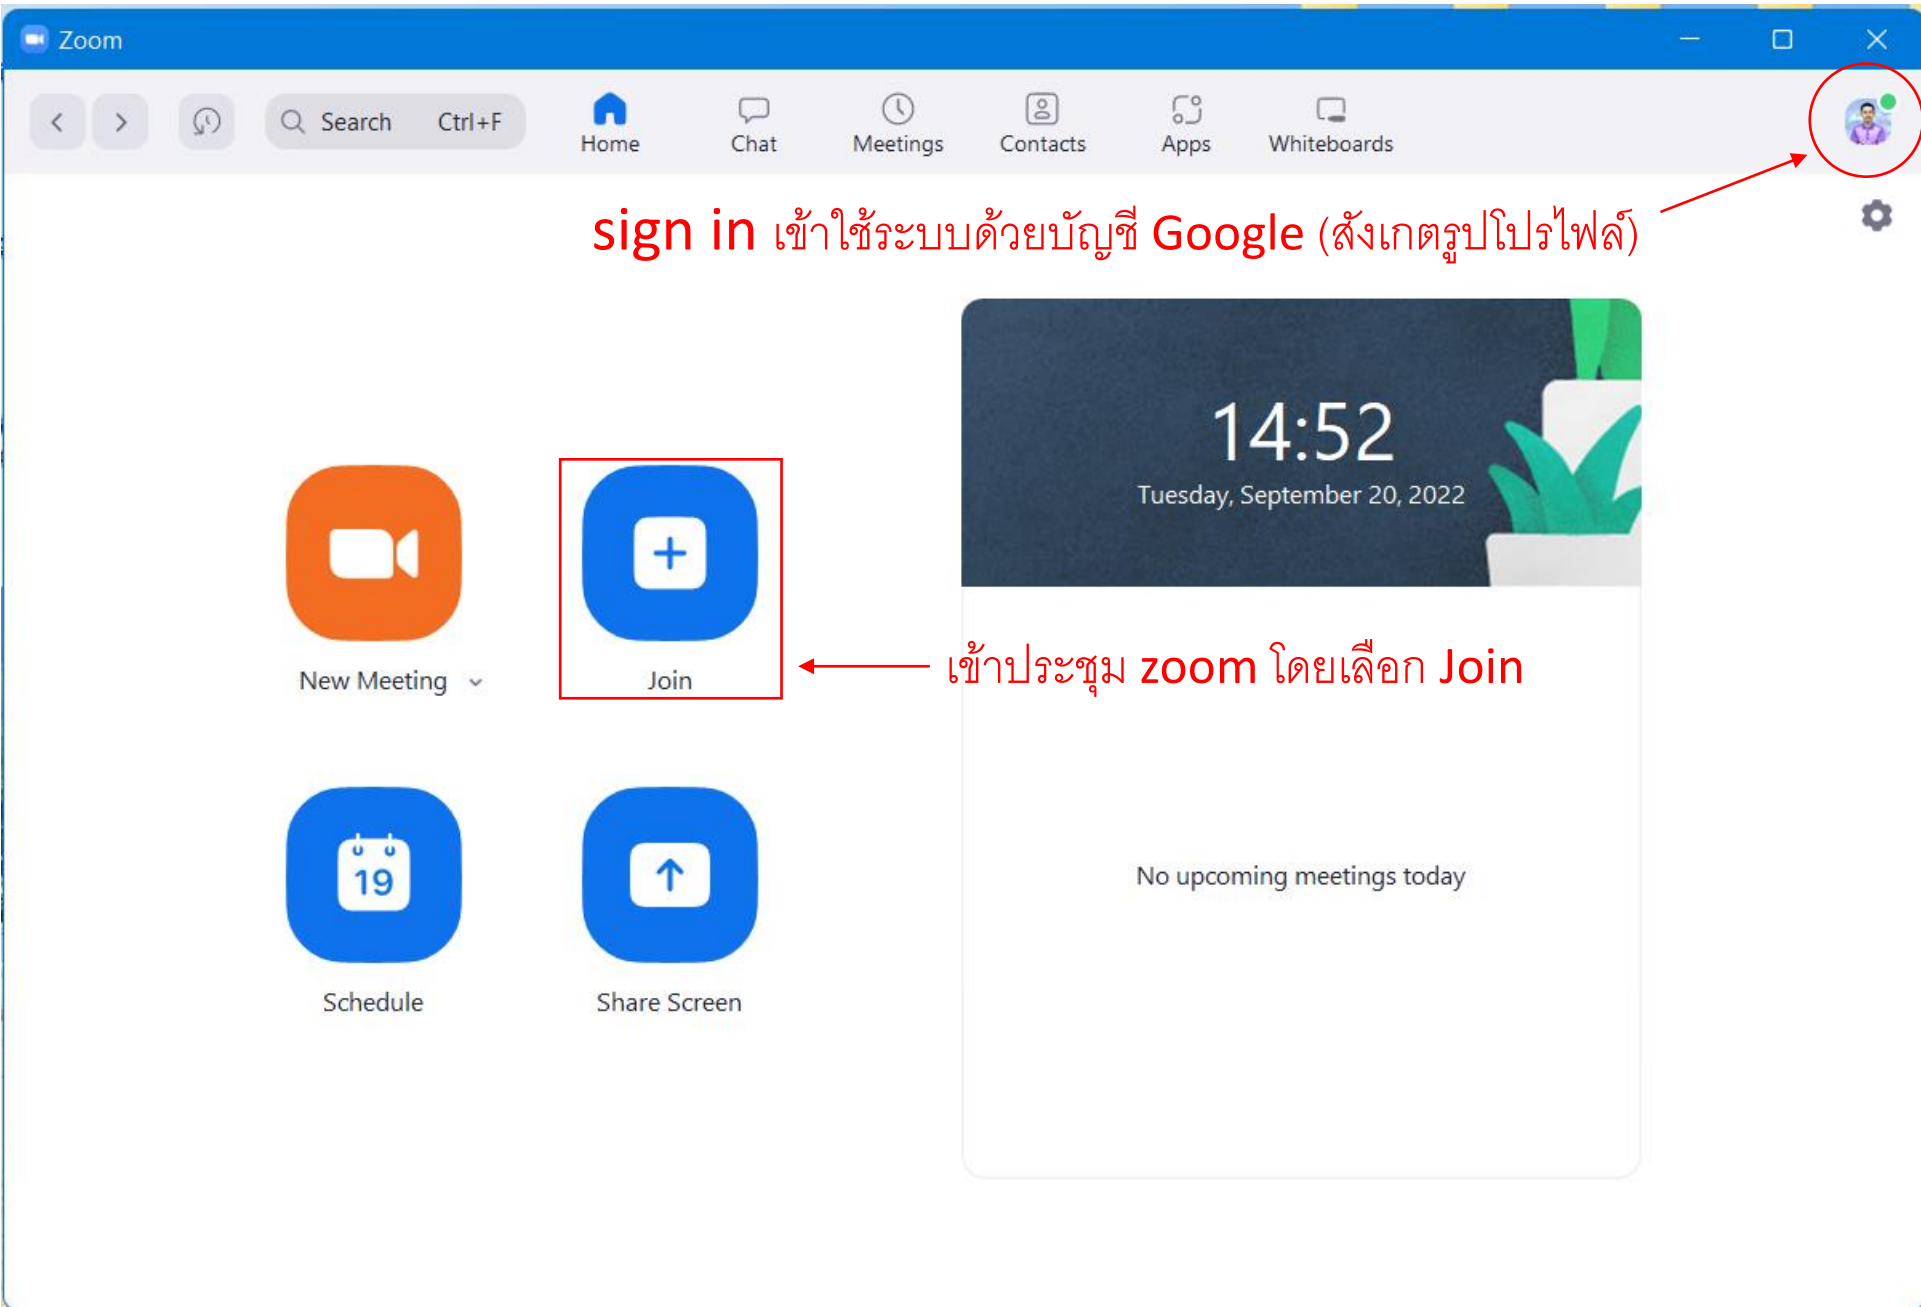 Zoom
Search Ctrl+F
Home
Chat
Meetings
Contacts
Apps
Whiteboards
sign in เข้าใช้ระบบด้วยบัญชี Google (สังเกตรูปโปรไฟล์)
14:52
Tuesday, September 20, 2022
New Meeting
Join
เข้าประชุม zoom โดยเลือก Join
19
Schedule
Share Screen
No upcoming meetings today